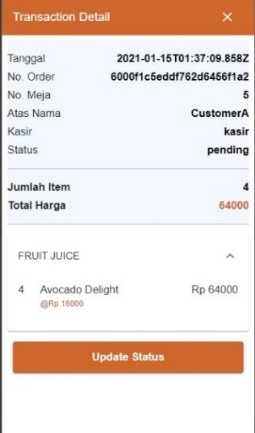 Transaction Detail ×
Tanggal 2021-01-15T01:37:09.858Z
No. Order 6000f1c5eddf762d6456f1a2
No. Meja 5
Atas Nama CustomerA
Kasir kasir
Status pending
Jumlah Item 4
Total Harga 64000
FRUIT JUICE
4 Avocado Delight Rp 64000
@Rp 16000
Update Status